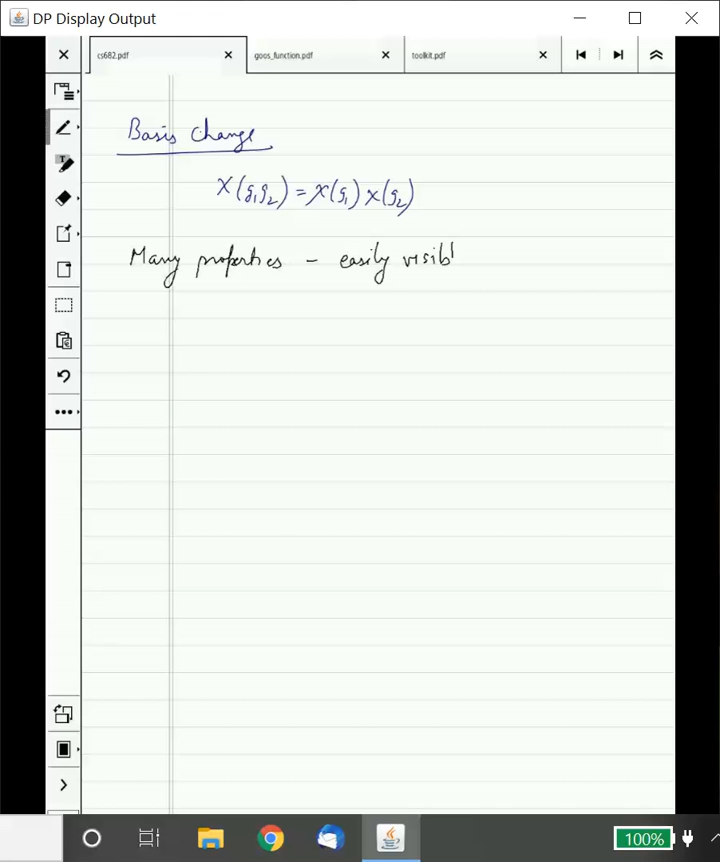 DP Display Output
cs682.pdf goos_function.pdf toolkit.pdf
Basis Change
χ(g₁g₂) = χ(g₁) χ(g₂)
Many properties – easily visibl
100%